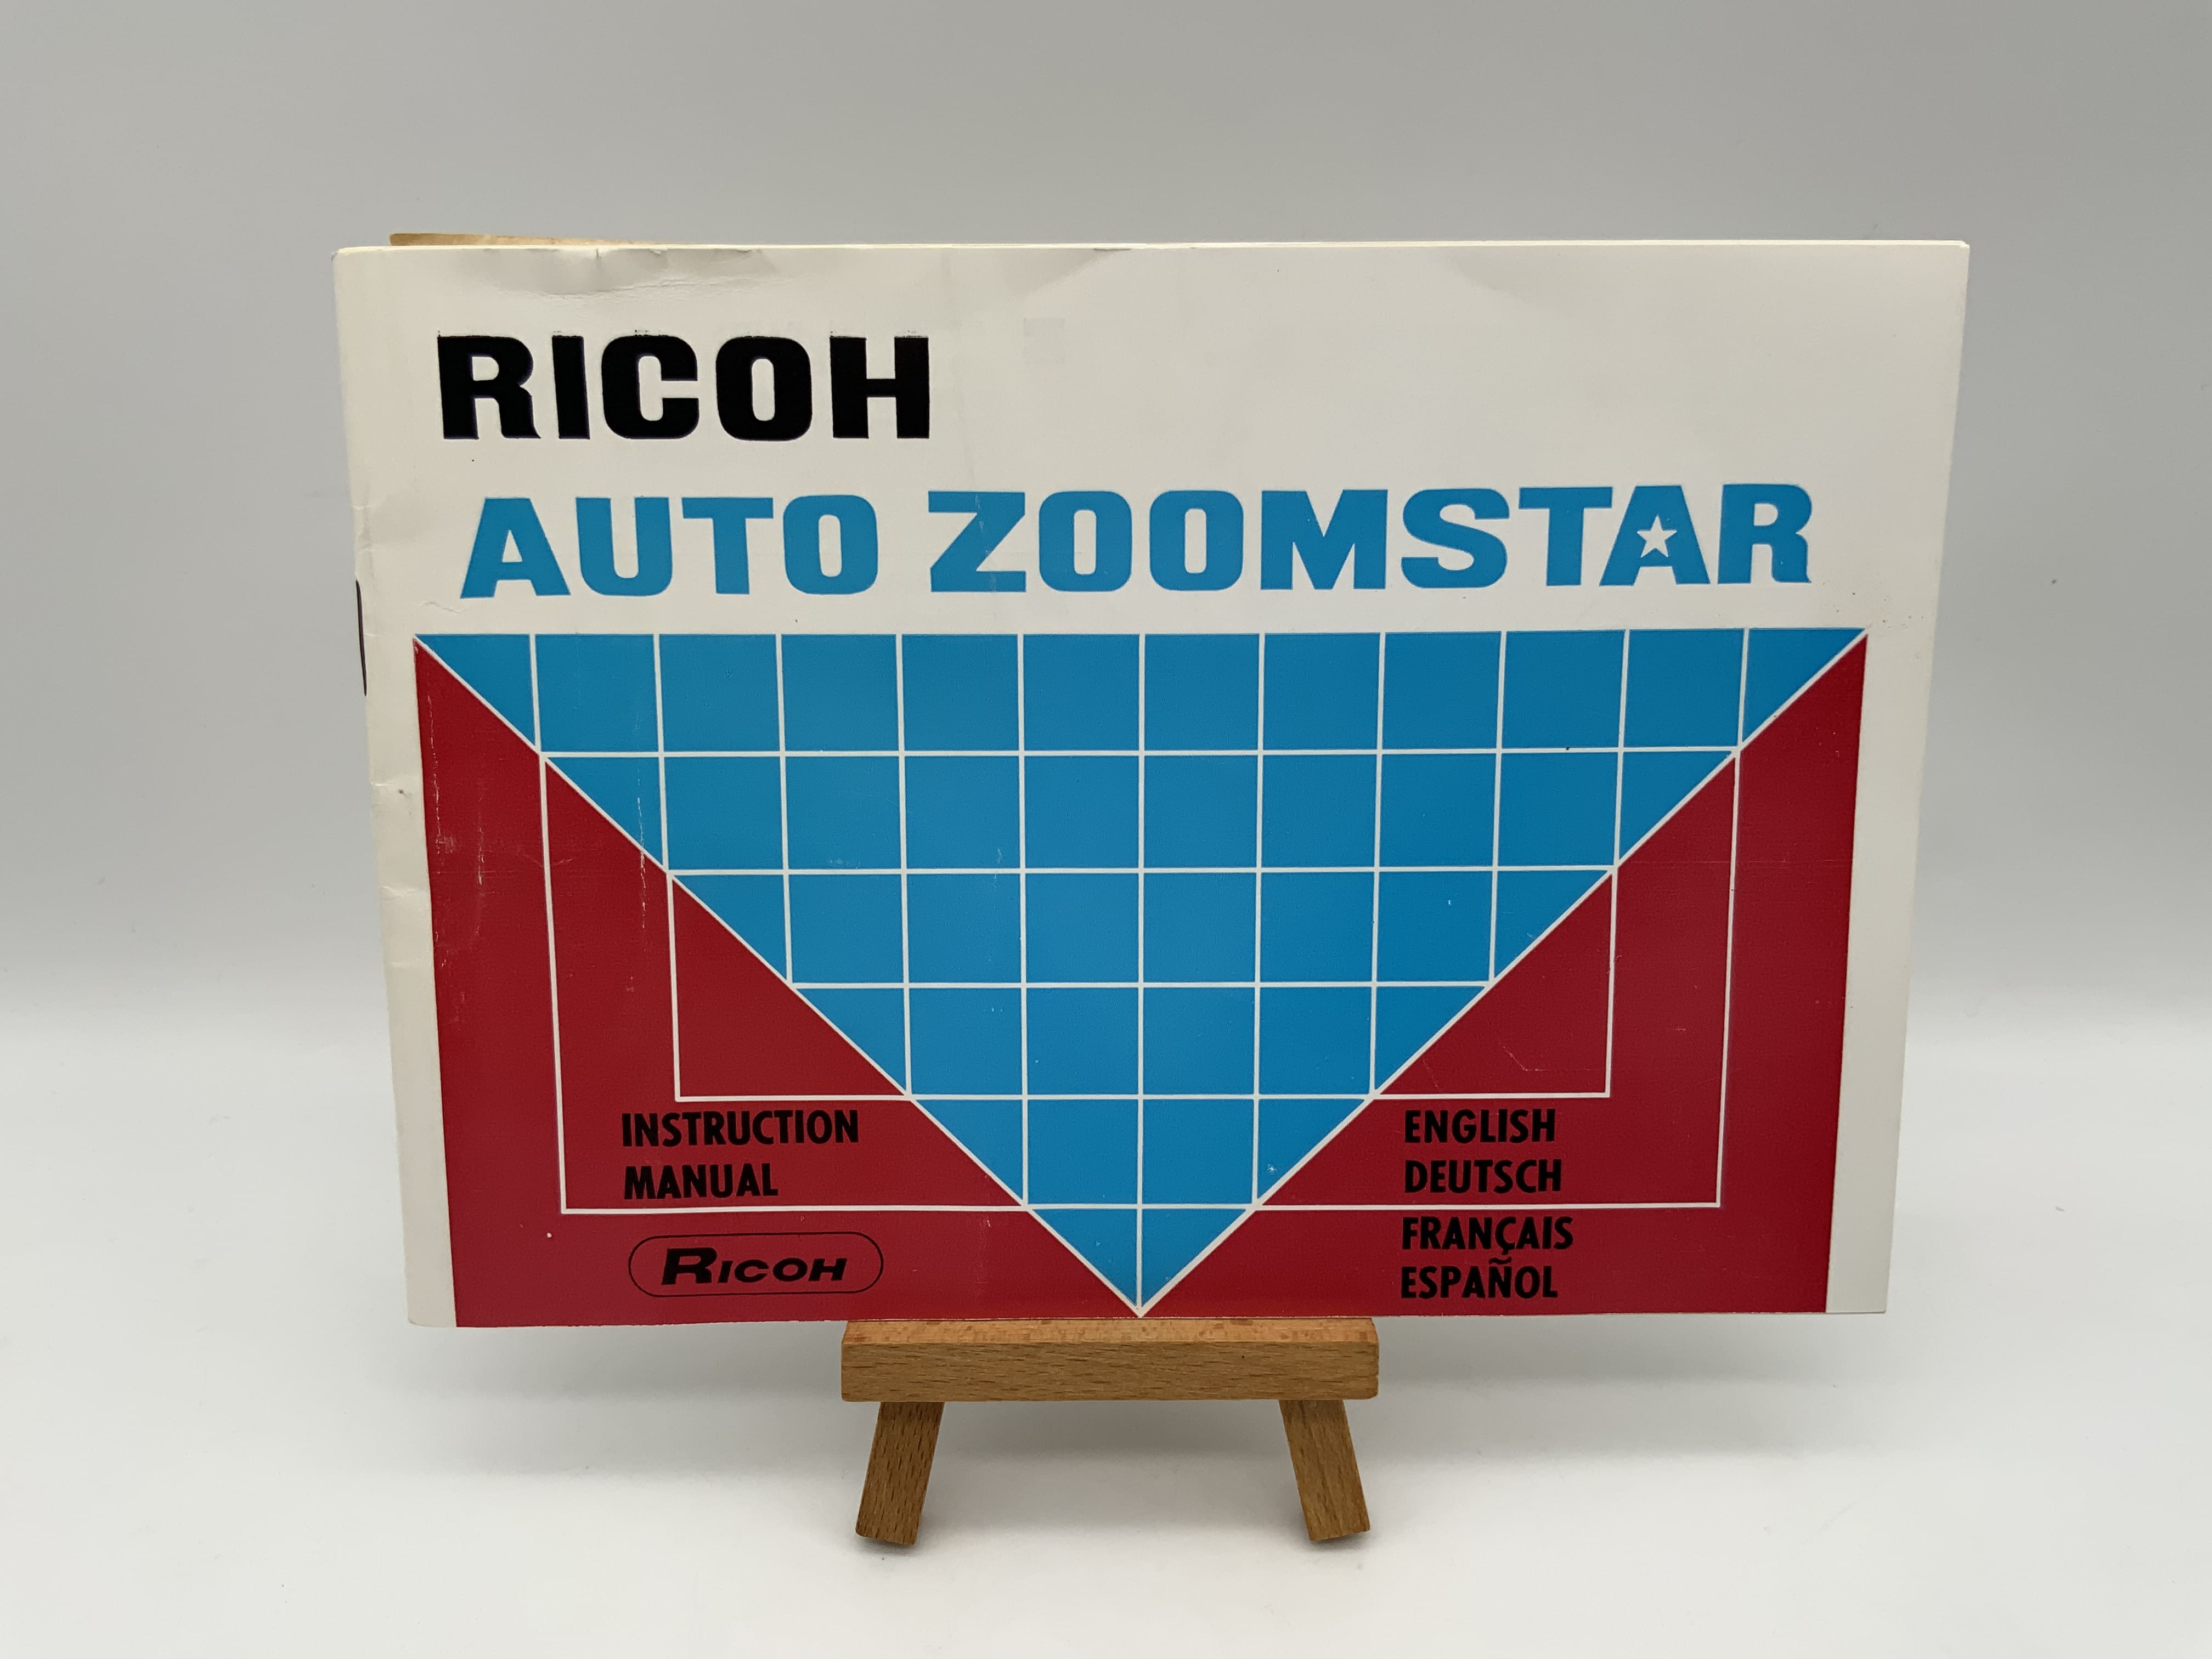 RICOH
AUTO ZOOMSTAR
INSTRUCTION
MANUAL
RICOH
ENGLISH
DEUTSCH
FRANÇAIS
ESPAÑOL